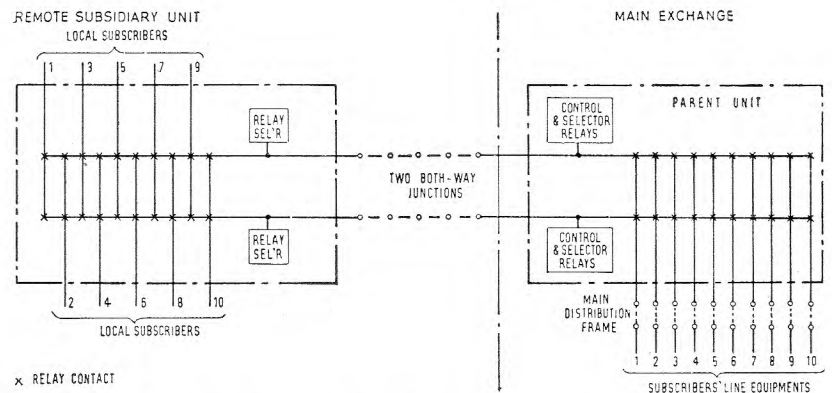 REMOTE SUBSIDIARY UNIT
LOCAL SUBSCRIBERS
1 3 5 7 9
RELAY
SEL'R
RELAY
SEL'R
2 4 6 8 10
LOCAL SUBSCRIBERS
x RELAY CONTACT
TWO BOTH-WAY
JUNCTIONS
MAIN EXCHANGE
PARENT UNIT
CONTROL
& SELECTOR
RELAYS
CONTROL
& SELECTOR
RELAYS
MAIN
DISTRIBUTION
FRAME
1 2 3 4 5 6 7 8 9 10
SUBSCRIBERS' LINE EQUIPMENTS